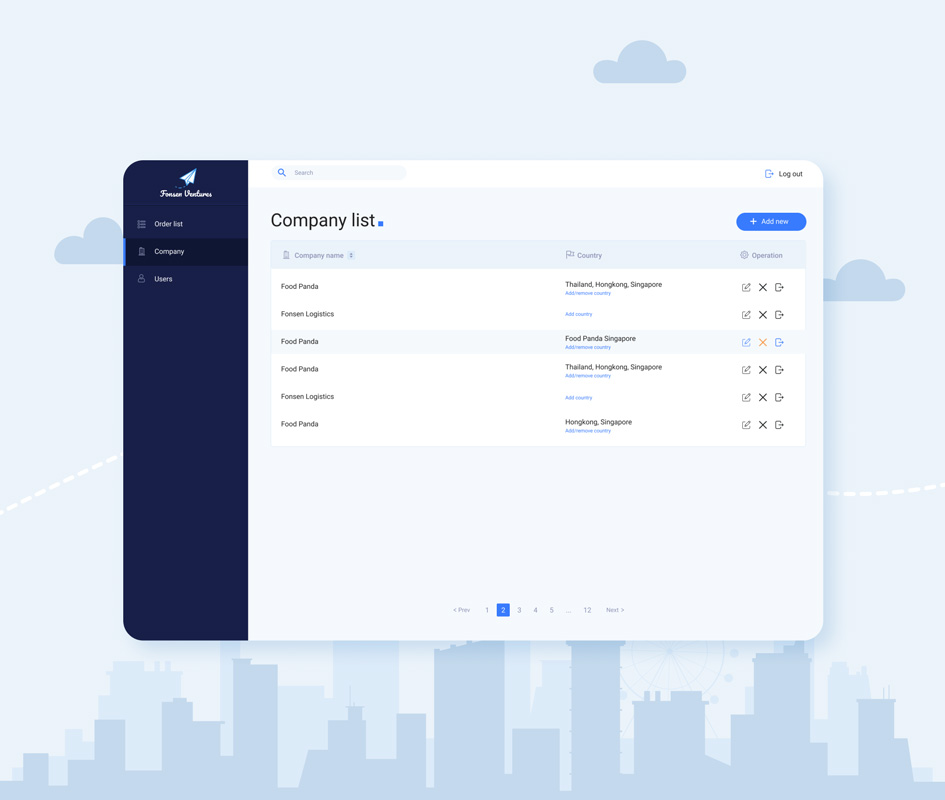 Fonsen Ventures
Search
Log out
Order list
Company
Users
Company list
Add new
Company name
Country
Operation
Food Panda
Thailand, Hongkong, Singapore
Add/remove country
Fonsen Logistics
Add country
Food Panda
Food Panda Singapore
Add/remove country
Food Panda
Thailand, Hongkong, Singapore
Add/remove country
Fonsen Logistics
Add country
Food Panda
Hongkong, Singapore
Add/remove country
< Prev 1 2 3 4 5 ... 12 Next >